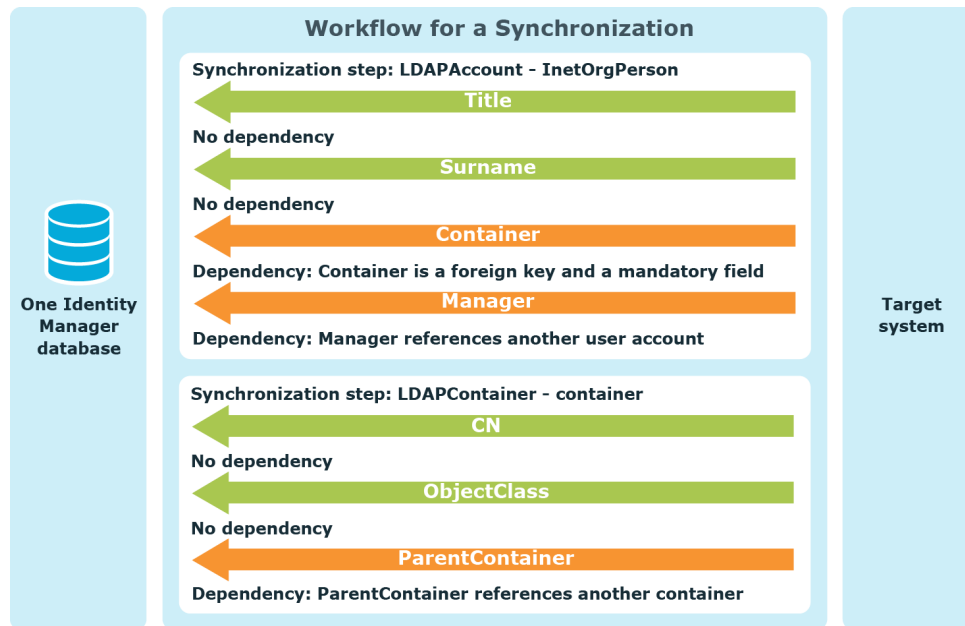 Workflow for a Synchronization
Synchronization step: LDAPAccount - InetOrgPerson
Title
No dependency
Surname
No dependency
Container
Dependency: Container is a foreign key and a mandatory field
Manager
Dependency: Manager references another user account
Synchronization step: LDAPContainer - container
CN
No dependency
ObjectClass
No dependency
ParentContainer
Dependency: ParentContainer references another container
One Identity
Manager
database
Target
system